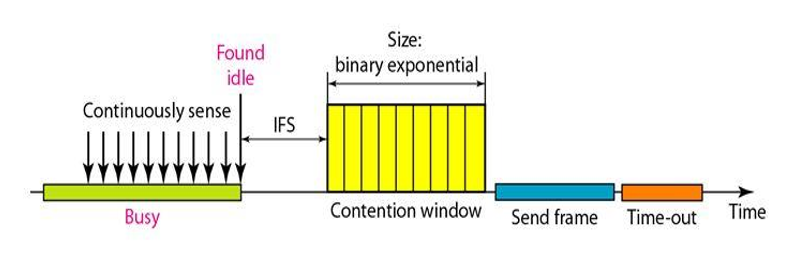 Size:
binary exponential
Found
idle
Continuously sense
IFS
Busy
Contention window
Send frame
Time-out
Time